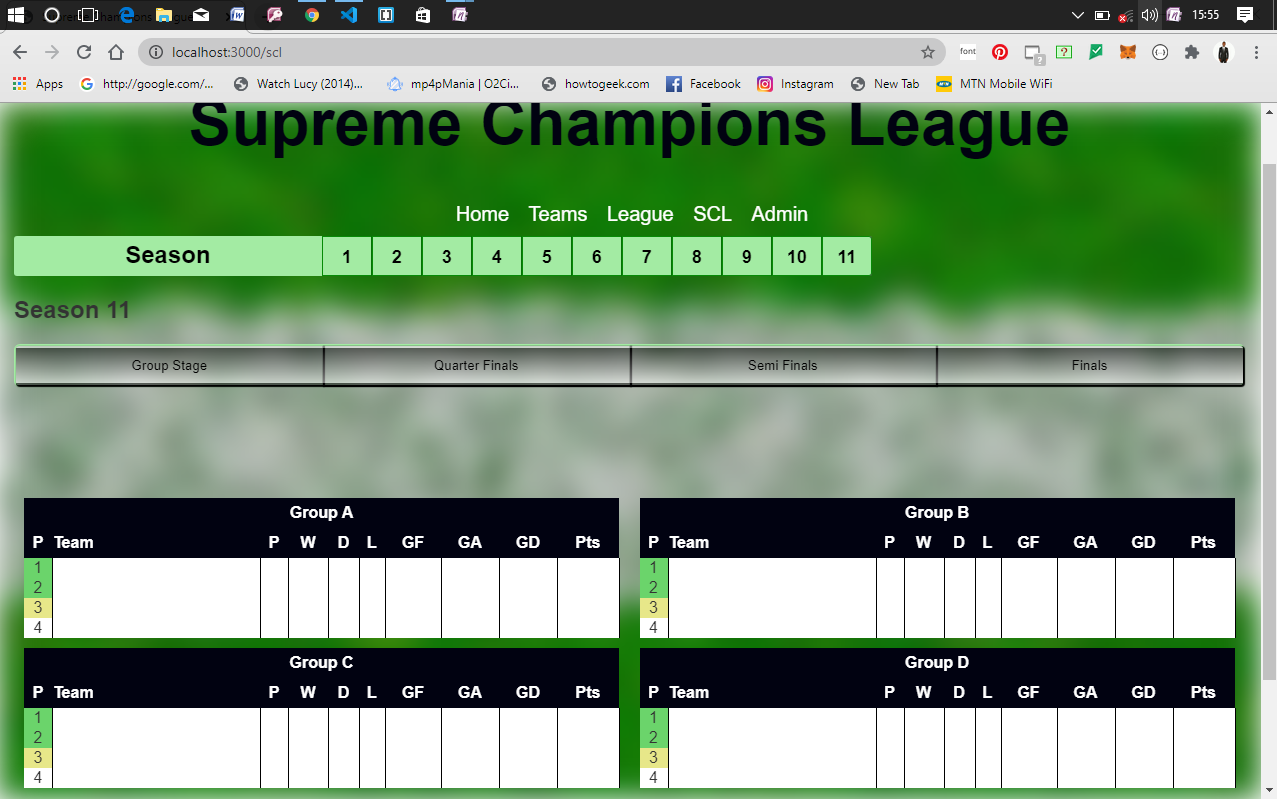 15:55
localhost:3000/scl
font
Apps
http://google.com/...
Watch Lucy (2014)...
mp4pMania | O2Ci...
howtogeek.com
Facebook
Instagram
New Tab
MTN Mobile WiFi
Supreme Champions League
Home Teams League SCL Admin
Season 1 2 3 4 5 6 7 8 9 10 11
Season 11
Group Stage Quarter Finals Semi Finals Finals
Group A
P Team P W D L GF GA GD Pts
1
2
3
4
Group B
P Team P W D L GF GA GD Pts
1
2
3
4
Group C
P Team P W D L GF GA GD Pts
1
2
3
4
Group D
P Team P W D L GF GA GD Pts
1
2
3
4